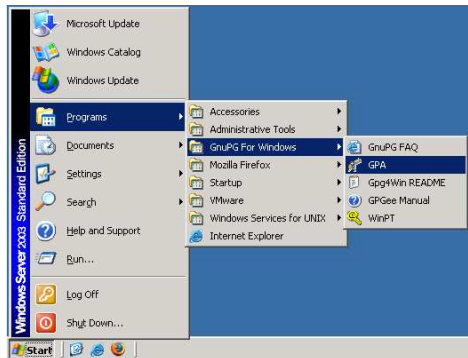 Microsoft Update
Windows Catalog
Windows Update
Programs
Documents
Settings
Search
Help and Support
Run...
Log Off
Shut Down...
Windows Server 2003 Standard Edition
Accessories
Administrative Tools
GnuPG For Windows
Mozilla Firefox
Startup
VMware
Windows Services for UNIX
Internet Explorer
GnuPG FAQ
GPA
Gpg4Win README
GPGee Manual
WinPT
Start